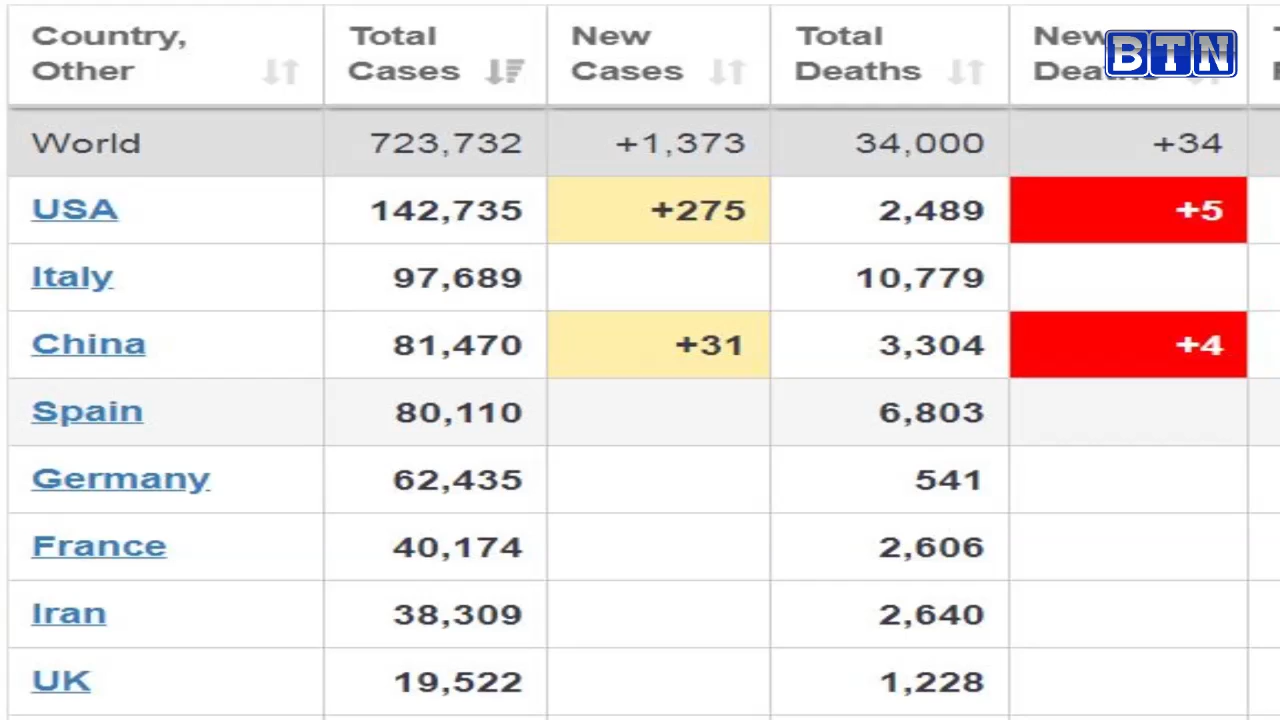 Country, Other Total Cases New Cases Total Deaths New Deaths
BTN
World 723,732 +1,373 34,000 +34
USA 142,735 +275 2,489 +5
Italy 97,689 10,779
China 81,470 +31 3,304 +4
Spain 80,110 6,803
Germany 62,435 541
France 40,174 2,606
Iran 38,309 2,640
UK 19,522 1,228